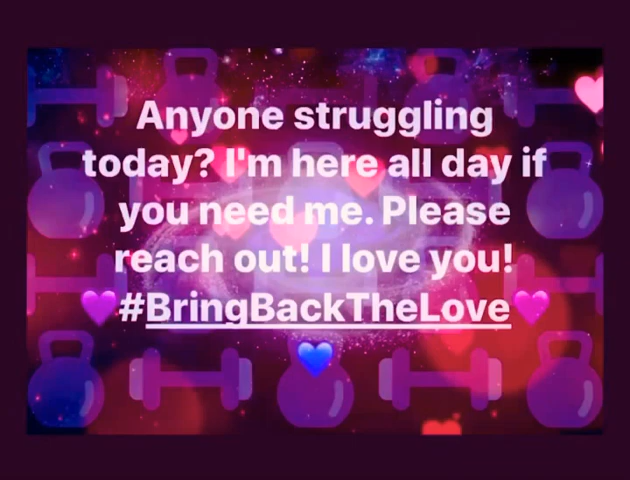 Anyone struggling
today? I'm here all day if
you need me. Please
reach out! I love you!
💜#BringBackTheLove💜
💙